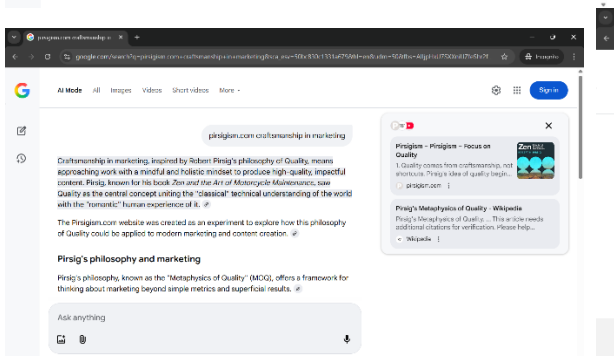 pirsigism.com craftsmanship in
google.com/search?q=pirsigism.com+craftsmanship+in+marketing
Incognito
AI Mode All Images Videos Short videos More
Sign in
pirsigism.com craftsmanship in marketing
Craftsmanship in marketing, inspired by Robert Pirsig's philosophy of Quality, means
approaching work with a mindful and holistic mindset to produce high-quality, impactful
content. Pirsig, known for his book Zen and the Art of Motorcycle Maintenance, saw
Quality as the central concept uniting the "classical" technical understanding of the world
with the "romantic" human experience of it.
The Pirsigism.com website was created as an experiment to explore how this philosophy
of Quality could be applied to modern marketing and content creation.
Pirsig's philosophy and marketing
Pirsig's philosophy, known as the "Metaphysics of Quality" (MOQ), offers a framework for
thinking about marketing beyond simple metrics and superficial results.
Ask anything
Pirsigism - Pirsigism - Focus on
Quality
1. Quality comes from craftsmanship, not
shortcuts. Pirsig's idea of quality begin...
pirsigism.com
Zen
Pirsig's Metaphysics of Quality - Wikipedia
Pirsig's Metaphysics of Quality. ... This article needs
additional citations for verification. Please help...
Wikipedia